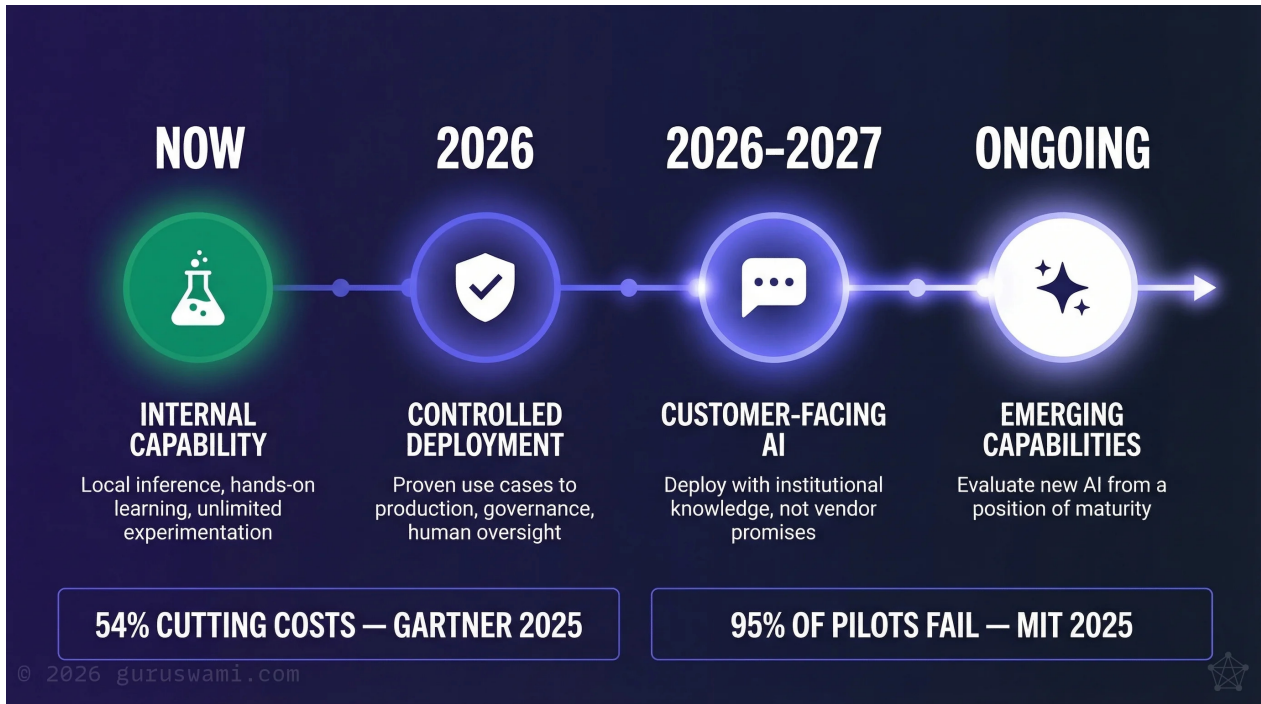 NOW
INTERNAL
CAPABILITY
Local inference, hands-on
learning, unlimited
experimentation
2026
CONTROLLED
DEPLOYMENT
Proven use cases to
production, governance,
human oversight
2026–2027
CUSTOMER-FACING
AI
Deploy with institutional
knowledge, not vendor
promises
ONGOING
EMERGING
CAPABILITIES
Evaluate new AI from a
position of maturity
54% CUTTING COSTS — GARTNER 2025
95% OF PILOTS FAIL — MIT 2025
© 2026 guruswami.com